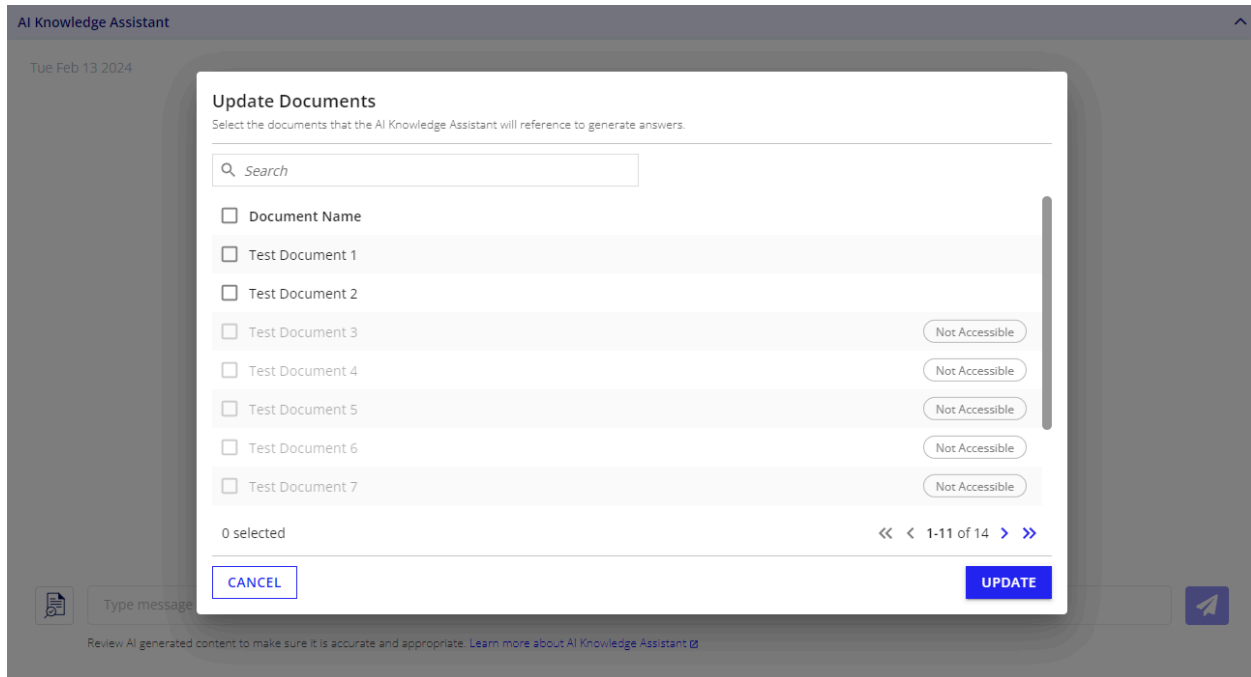 AI Knowledge Assistant
Tue Feb 13 2024
Update Documents
Select the documents that the AI Knowledge Assistant will reference to generate answers.
Search
Document Name
Test Document 1
Test Document 2
Test Document 3 Not Accessible
Test Document 4 Not Accessible
Test Document 5 Not Accessible
Test Document 6 Not Accessible
Test Document 7 Not Accessible
0 selected 1-11 of 14
CANCEL UPDATE
Type message
Review AI generated content to make sure it is accurate and appropriate. Learn more about AI Knowledge Assistant